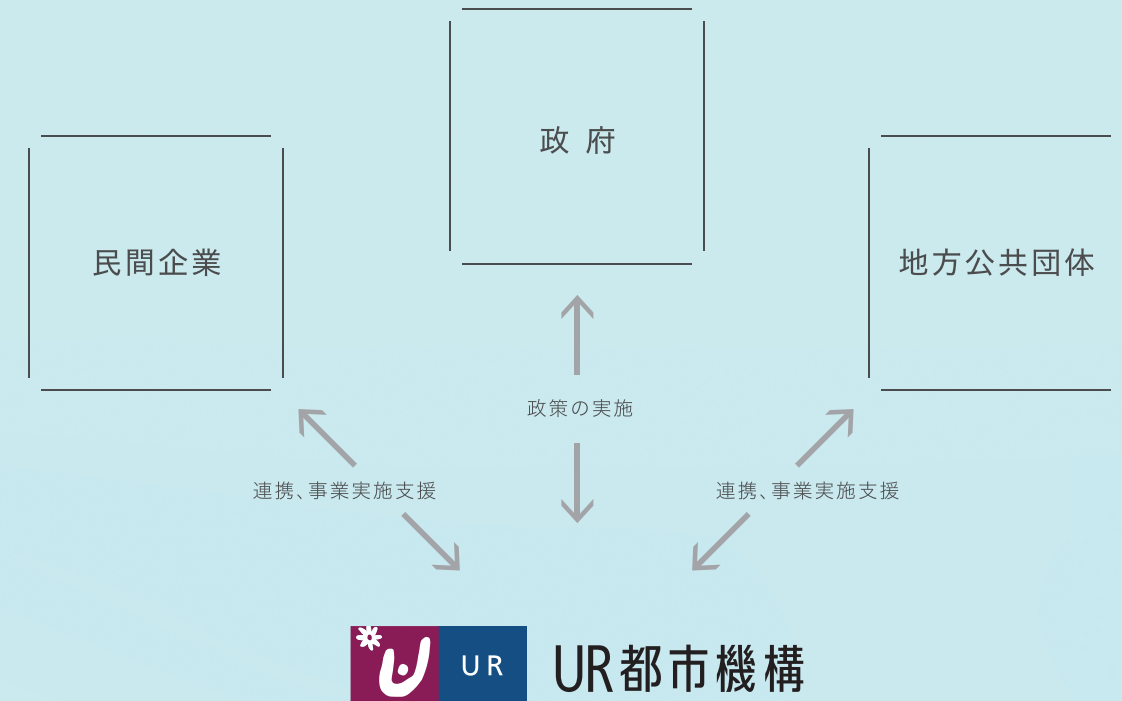 政府
民間企業
地方公共団体
政策の実施
連携、事業実施支援
連携、事業実施支援
UR
UR都市機構